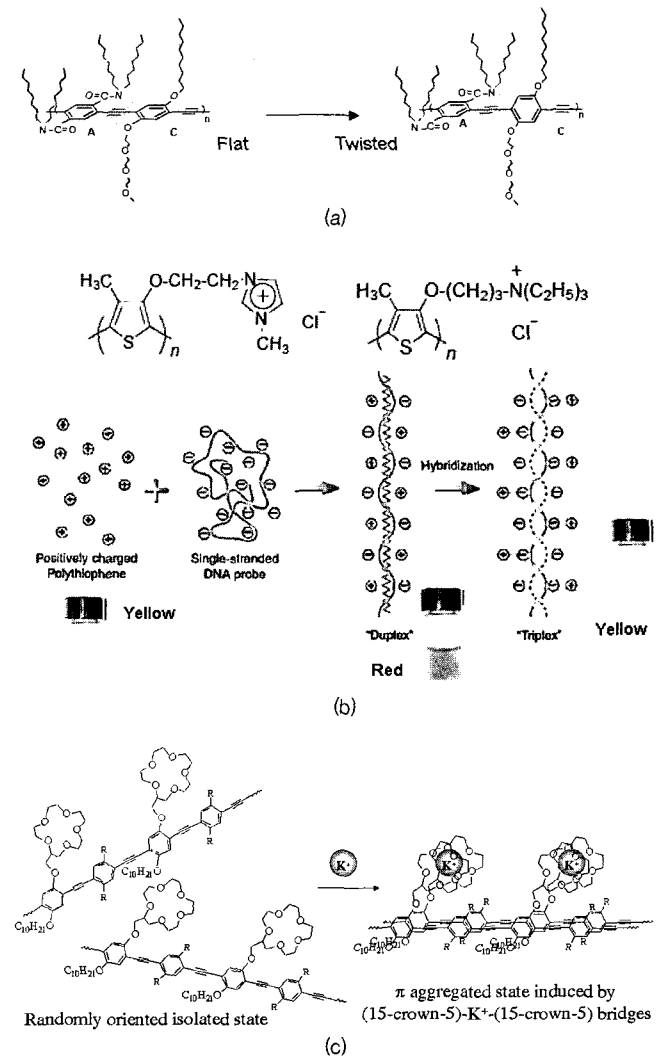 O=C-N
O
N-C=O
A
C
n
O
O
O
O
Flat
Twisted
O=C-N
O
N-C=O
A
C
n
O
O
O
O
(a)
H₃C O-CH₂-CH₂-N
N
+
CH₃
Cl⁻
S
n
H₃C O-(CH₂)₃-N(C₂H₅)₃
+
Cl⁻
S
n
Positively charged
Polythiophene
Yellow
Single-stranded
DNA probe
"Duplex"
Red
Hybridization
"Triplex"
Yellow
(b)
K⁺
K⁺
K⁺
R
R
R
R
C₁₀H₂₁O
C₁₀H₂₁O
C₁₀H₂₁O
C₁₀H₂₁O
Randomly oriented isolated state
π aggregated state induced by
(15-crown-5)-K⁺-(15-crown-5) bridges
(c)